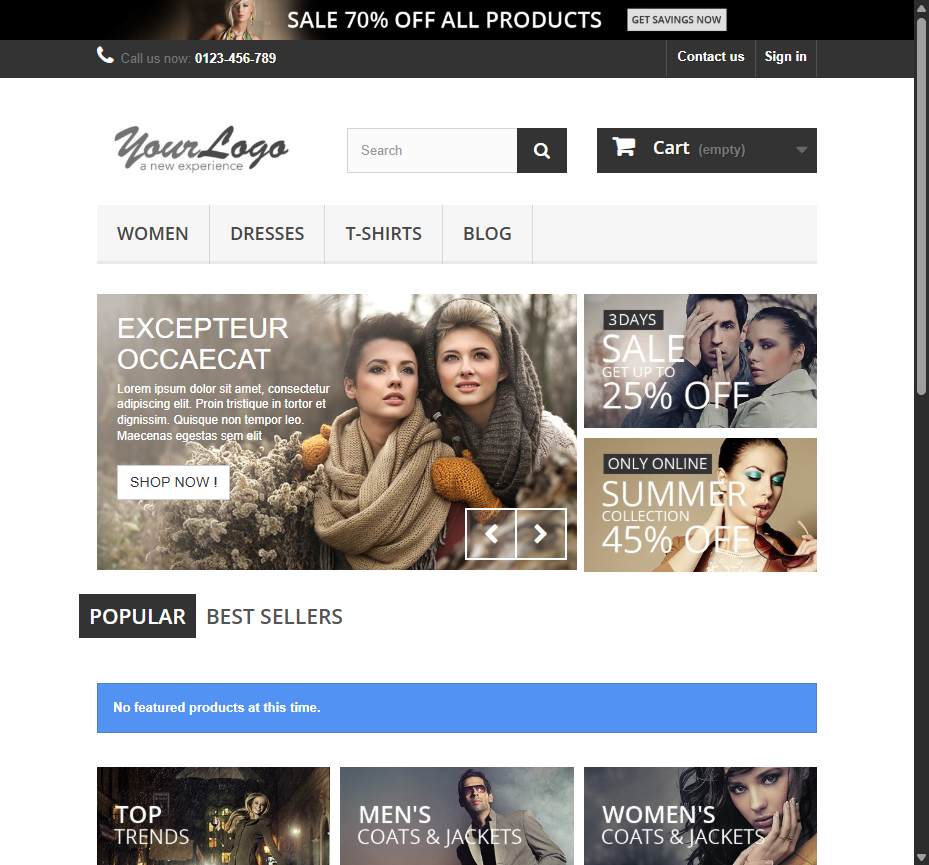 SALE 70% OFF ALL PRODUCTS
GET SAVINGS NOW
Call us now: 0123-456-789
Contact us
Sign in
YourLogo
a new experience
Search
Cart (empty)
WOMEN
DRESSES
T-SHIRTS
BLOG
EXCEPTEUR
OCCAECAT
Lorem ipsum dolor sit amet, consectetur
adipiscing elit. Proin tristique in tortor et
dignissim. Quisque non tempor leo.
Maecenas egestas sem elit
SHOP NOW !
3 DAYS
SALE
GET UP TO
25% OFF
ONLY ONLINE
SUMMER
COLLECTION
45% OFF
POPULAR
BEST SELLERS
No featured products at this time.
TOP
TRENDS
MEN'S
COATS & JACKETS
WOMEN'S
COATS & JACKETS